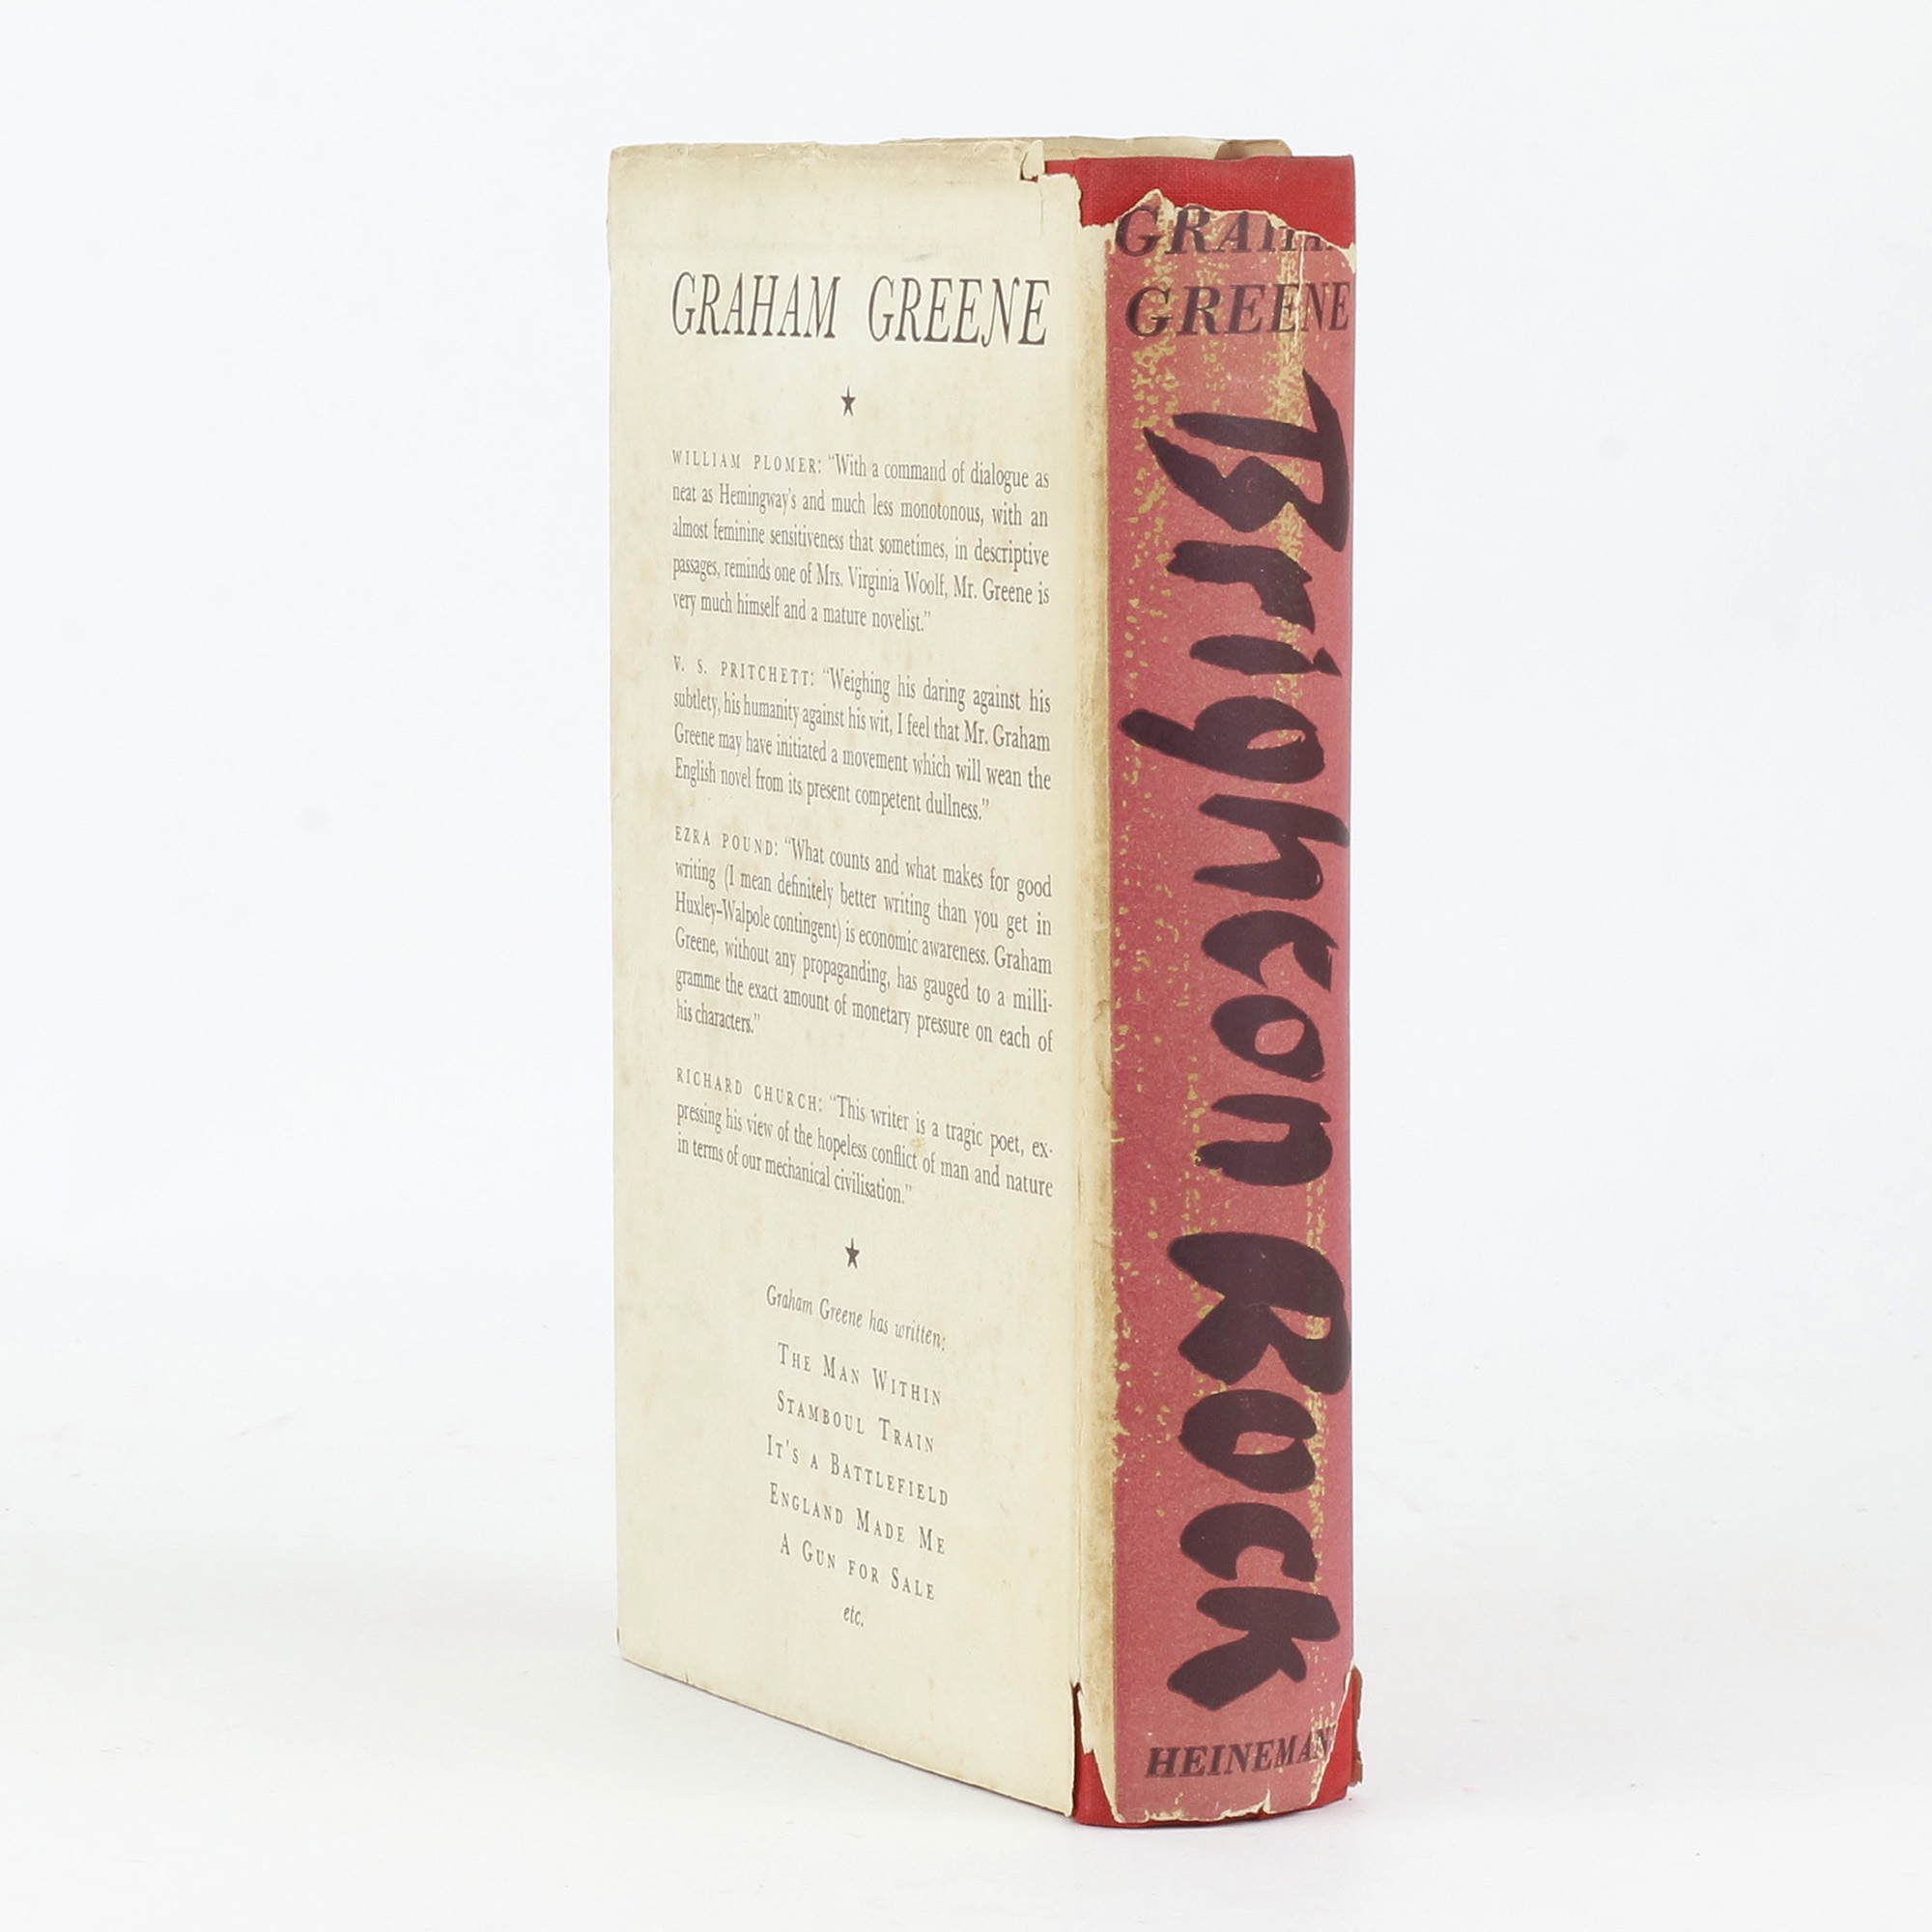 GRAHAM GREENE
WILLIAM PLOMER: “With a command of dialogue as
neat as Hemingway's and much less monotonous, with an
almost feminine sensitiveness that sometimes, in descriptive
passages, reminds one of Mrs. Virginia Woolf, Mr. Greene is
very much himself and a mature novelist.”
V. S. PRITCHETT: “Weighing his daring against his
subtlety, his humanity against his wit, I feel that Mr. Graham
Greene may have initiated a movement which will wean the
English novel from its present competent dullness.”
EZRA POUND: “What counts and what makes for good
writing (I mean definitely better writing than you get in
Huxley-Walpole contingent) is economic awareness. Graham
Greene, without any propaganding, has gauged to a milli-
gramme the exact amount of monetary pressure on each of
his characters.”
RICHARD CHURCH: “This writer is a tragic poet, ex-
pressing his view of the hopeless conflict of man and nature
in terms of our mechanical civilisation.”
Graham Greene has written:
THE MAN WITHIN
STAMBOUL TRAIN
IT'S A BATTLEFIELD
ENGLAND MADE ME
A GUN FOR SALE
etc.
GRAHAM
GREENE
Brighton Rock
HEINEMAN